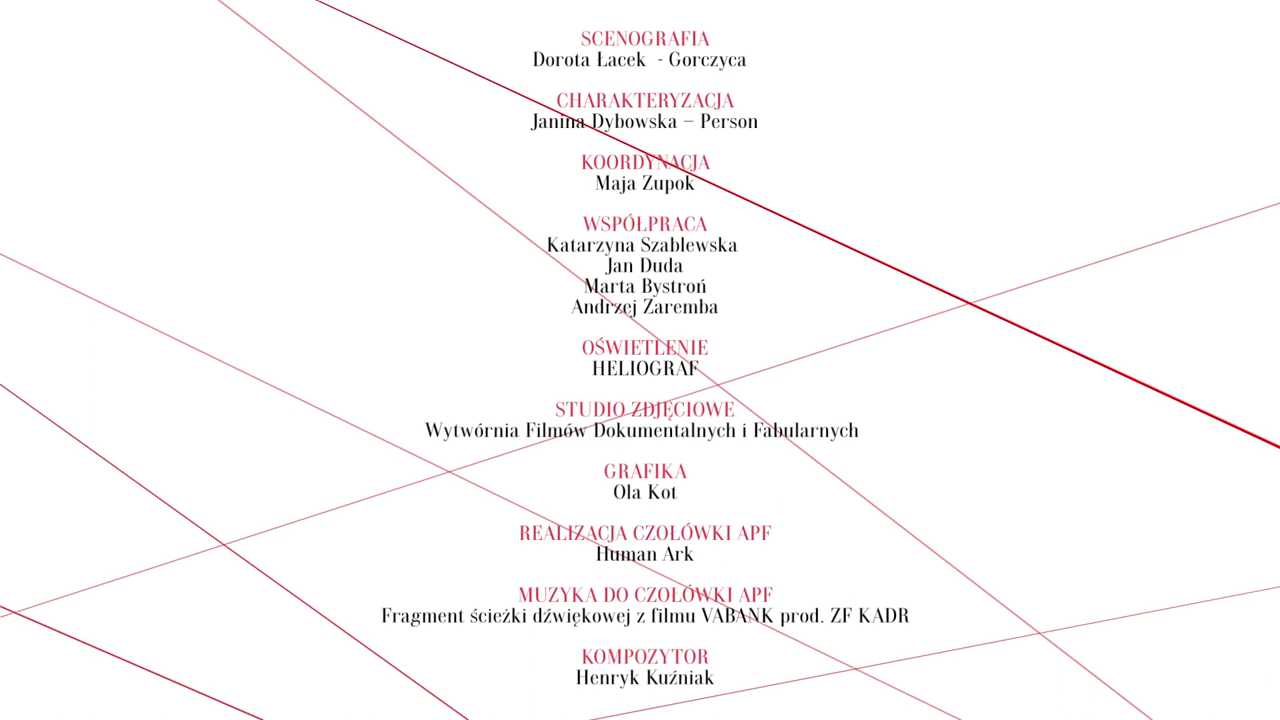 SCENOGRAFIA
Dorota Łacek - Gorczyca
CHARAKTERYZACJA
Janina Dybowska – Person
KOORDYNACJA
Maja Zupok
WSPÓŁPRACA
Katarzyna Szablewska
Jan Duda
Marta Bystroń
Andrzej Zaremba
OŚWIETLENIE
HELIOGRAF
STUDIO ZDJĘCIOWE
Wytwórnia Filmów Dokumentalnych i Fabularnych
GRAFIKA
Ola Kot
REALIZACJA CZOŁÓWKI APF
Human Ark
MUZYKA DO CZOŁÓWKI APF
Fragment ścieżki dźwiękowej z filmu VABANK prod. ZF KADR
KOMPOZYTOR
Henryk Kuźniak